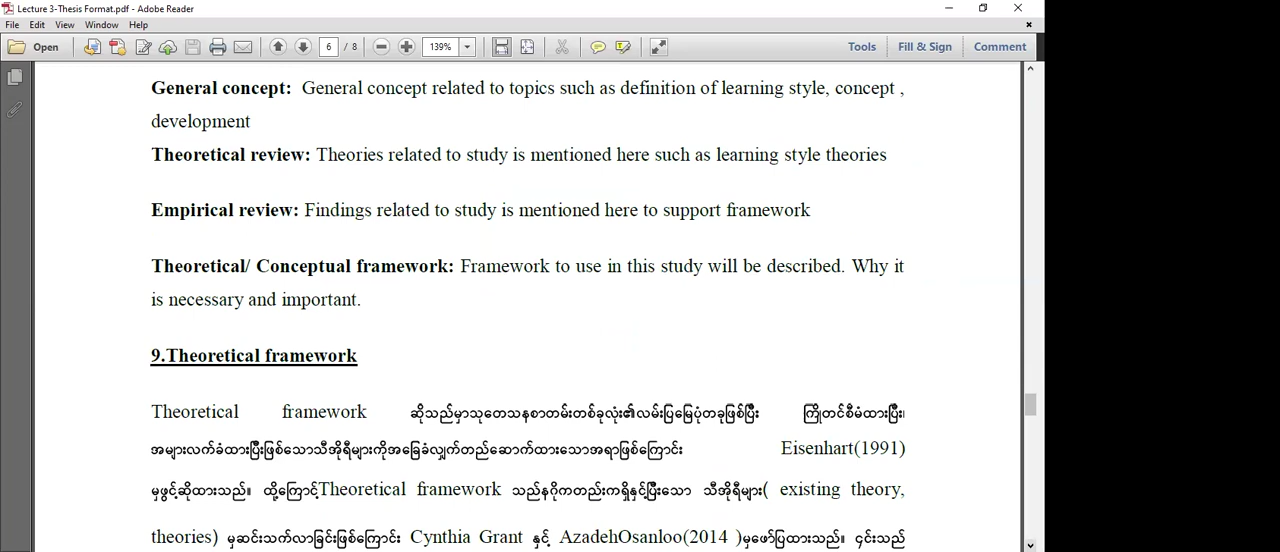 Lecture 3-Thesis Format.pdf - Adobe Reader
File Edit View Window Help
Open 6 / 8 139% Tools Fill & Sign Comment
General concept: General concept related to topics such as definition of learning style, concept ,
development
Theoretical review: Theories related to study is mentioned here such as learning style theories
Empirical review: Findings related to study is mentioned here to support framework
Theoretical/ Conceptual framework: Framework to use in this study will be described. Why it
is necessary and important.
9.Theoretical framework
Theoretical framework ဆိုသည်မှာသုတေသနစာတမ်းတစ်ခုလုံး၏လမ်းပြမြေပုံတခုဖြစ်ပြီး ကြိုတင်စီမံထားပြီး၊
အများလက်ခံထားပြီးဖြစ်သောသီအိုရီများကိုအခြေခံလျှက်တည်ဆောက်ထားသောအရာဖြစ်ကြောင်း Eisenhart(1991)
မှဖွင့်ဆိုထားသည်။ ထို့ကြောင့်Theoretical framework သည်နဂိုကတည်းကရှိနှင့်ပြီးသော သီအိုရီများ( existing theory,
theories) မှဆင်းသက်လာခြင်းဖြစ်ကြောင်း Cynthia Grant နှင့် AzadehOsanloo(2014 )မှဖော်ပြထားသည်။ ၄င်းသည်